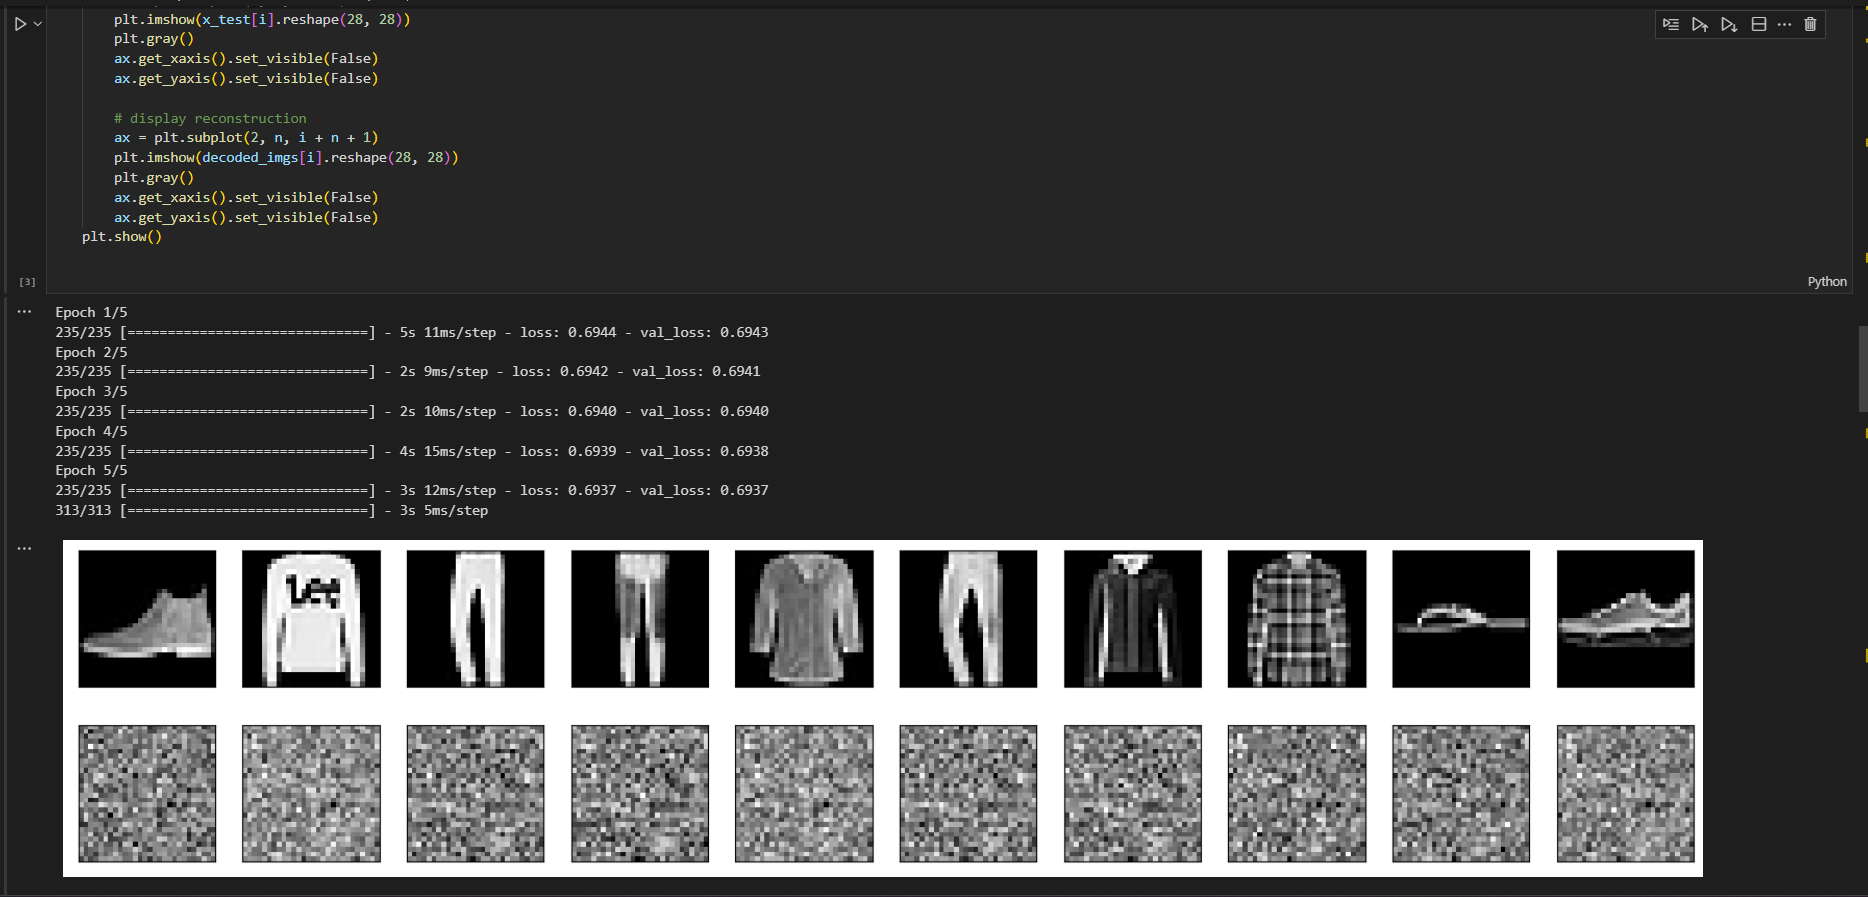 plt.imshow(x_test[i].reshape(28, 28))
plt.gray()
ax.get_xaxis().set_visible(False)
ax.get_yaxis().set_visible(False)
# display reconstruction
ax = plt.subplot(2, n, i + n + 1)
plt.imshow(decoded_imgs[i].reshape(28, 28))
plt.gray()
ax.get_xaxis().set_visible(False)
ax.get_yaxis().set_visible(False)
plt.show()
[3]
Python
Epoch 1/5
235/235 [==============================] - 5s 11ms/step - loss: 0.6944 - val_loss: 0.6943
Epoch 2/5
235/235 [==============================] - 2s 9ms/step - loss: 0.6942 - val_loss: 0.6941
Epoch 3/5
235/235 [==============================] - 2s 10ms/step - loss: 0.6940 - val_loss: 0.6940
Epoch 4/5
235/235 [==============================] - 4s 15ms/step - loss: 0.6939 - val_loss: 0.6938
Epoch 5/5
235/235 [==============================] - 3s 12ms/step - loss: 0.6937 - val_loss: 0.6937
313/313 [==============================] - 3s 5ms/step
Lee